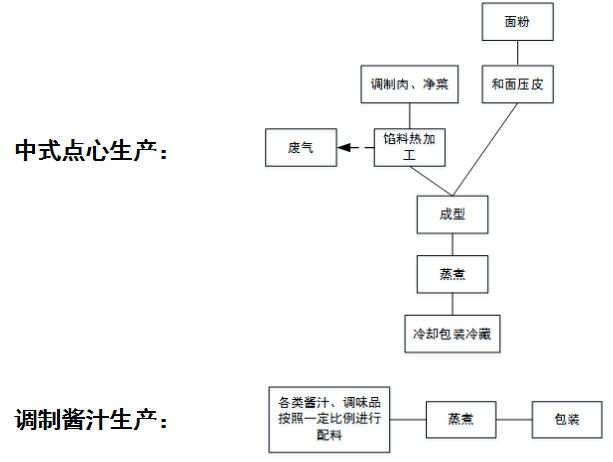 面粉
调制肉、净菜
和面压皮
中式点心生产：
废气
馅料热加
工
成型
蒸煮
冷却包装冷藏
调制酱汁生产：
各类酱汁、调味品
按照一定比例进行
配料
蒸煮
包装